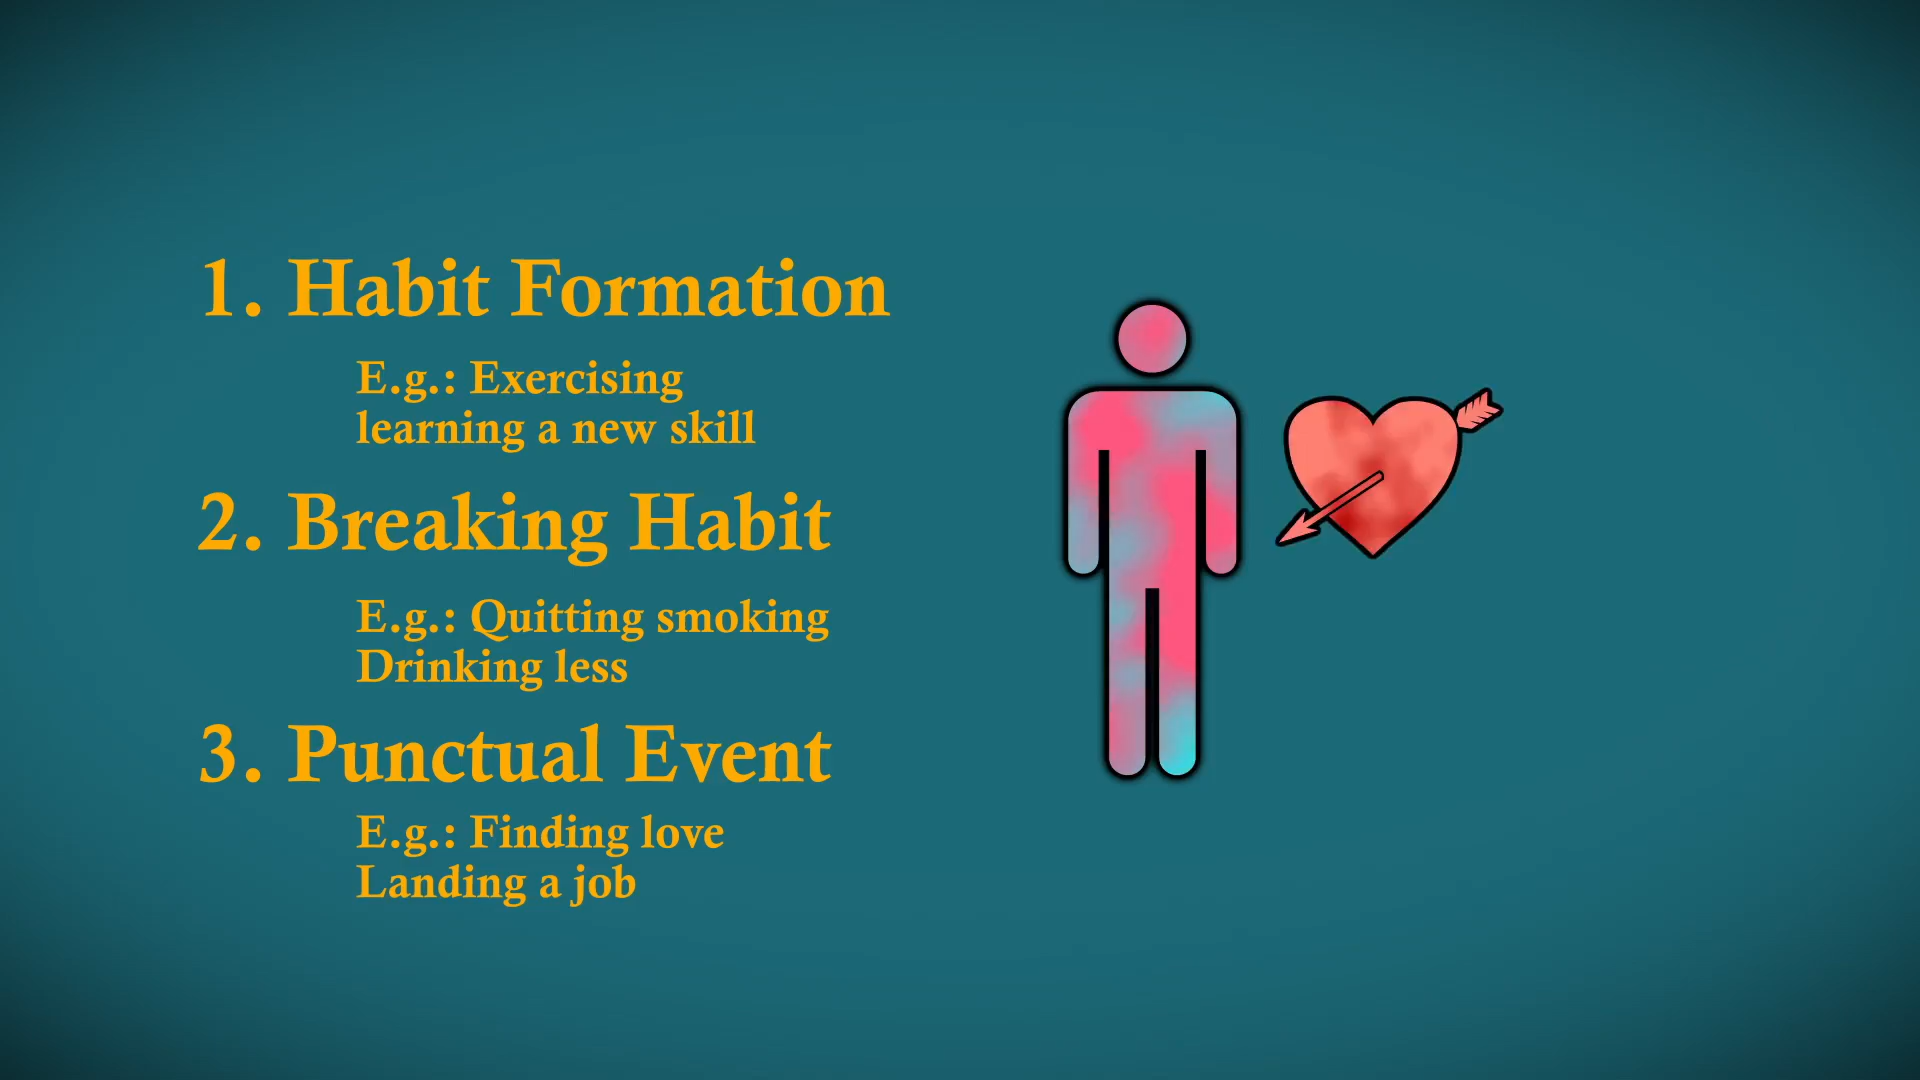 1. Habit Formation
E.g.: Exercising
learning a new skill
2. Breaking Habit
E.g.: Quitting smoking
Drinking less
3. Punctual Event
E.g.: Finding love
Landing a job